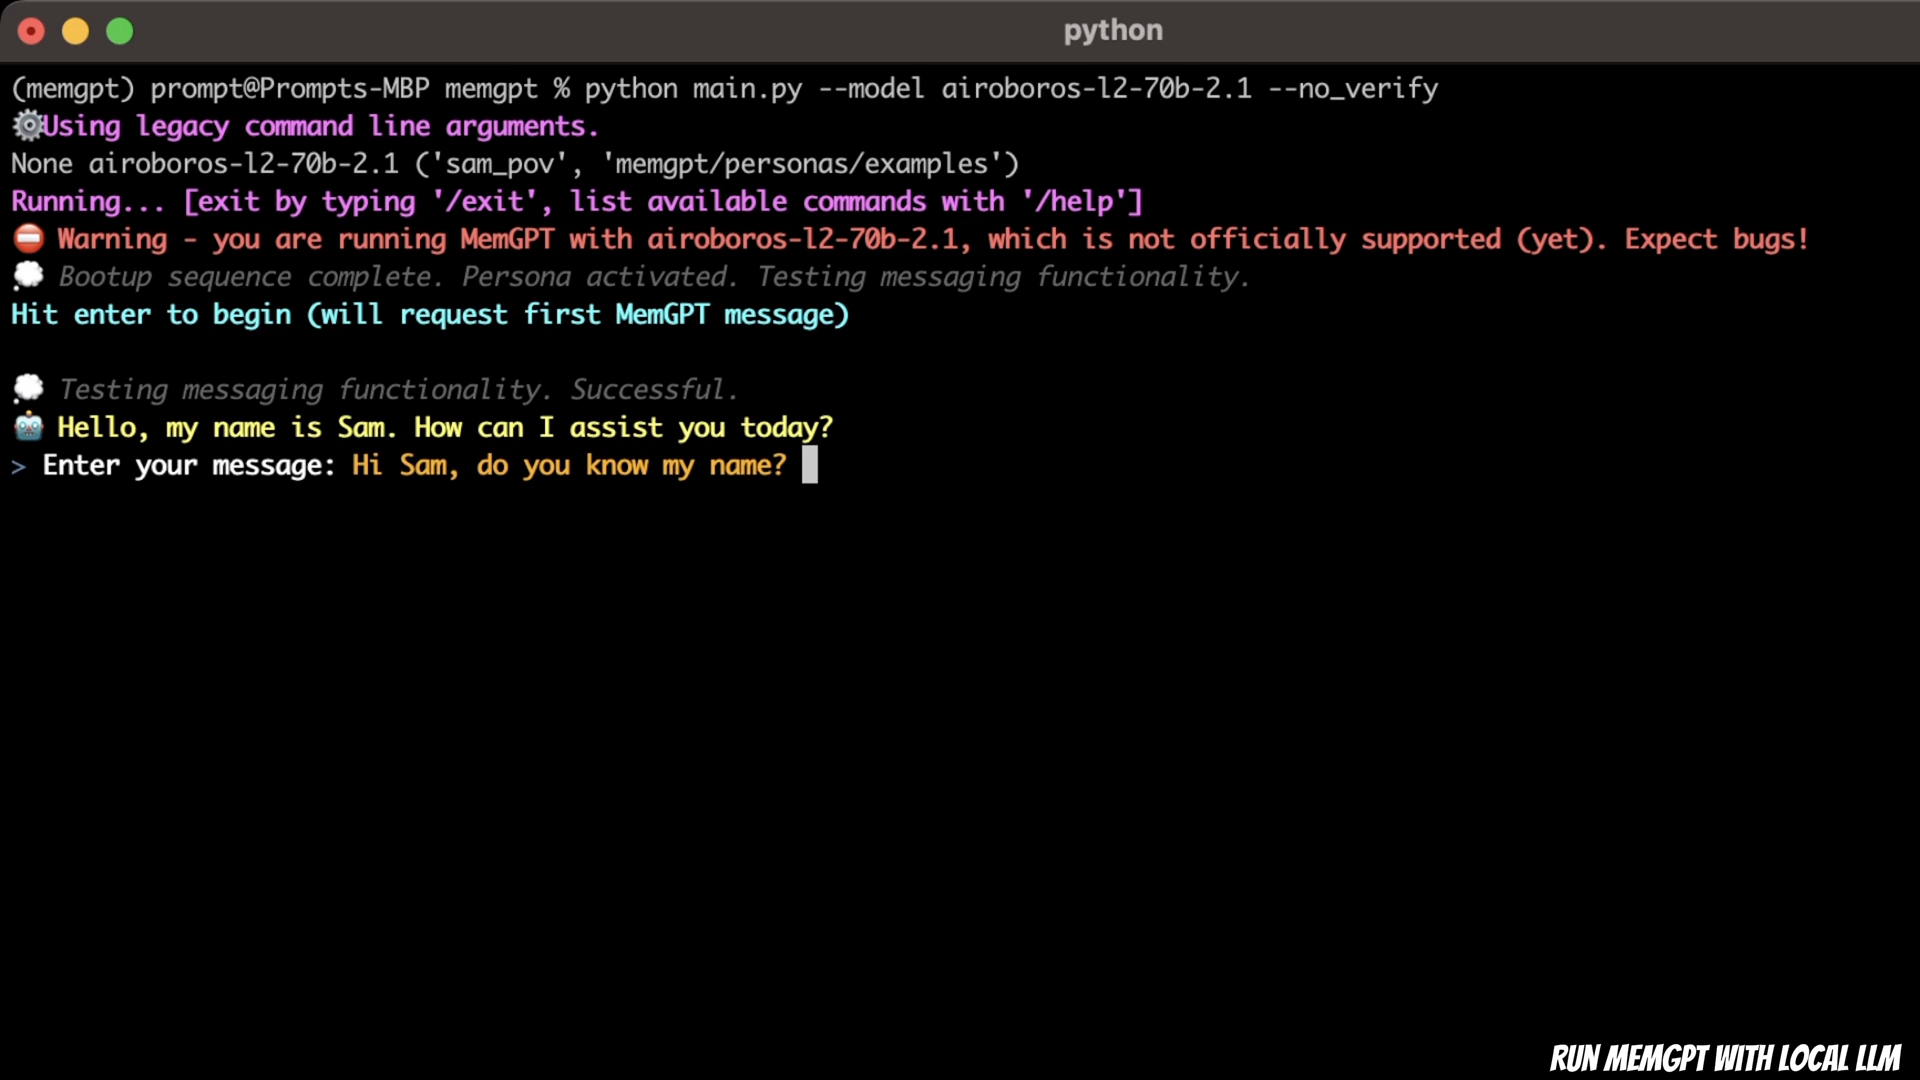 python
(memgpt) prompt@Prompts-MBP memgpt % python main.py --model airoboros-l2-70b-2.1 --no_verify
⚙️Using legacy command line arguments.
None airoboros-l2-70b-2.1 ('sam_pov', 'memgpt/personas/examples')
Running... [exit by typing '/exit', list available commands with '/help']
⛔ Warning - you are running MemGPT with airoboros-l2-70b-2.1, which is not officially supported (yet). Expect bugs!
💭 Bootup sequence complete. Persona activated. Testing messaging functionality.
Hit enter to begin (will request first MemGPT message)
💭 Testing messaging functionality. Successful.
🤖 Hello, my name is Sam. How can I assist you today?
> Enter your message: Hi Sam, do you know my name?
RUN MEMGPT WITH LOCAL LLM